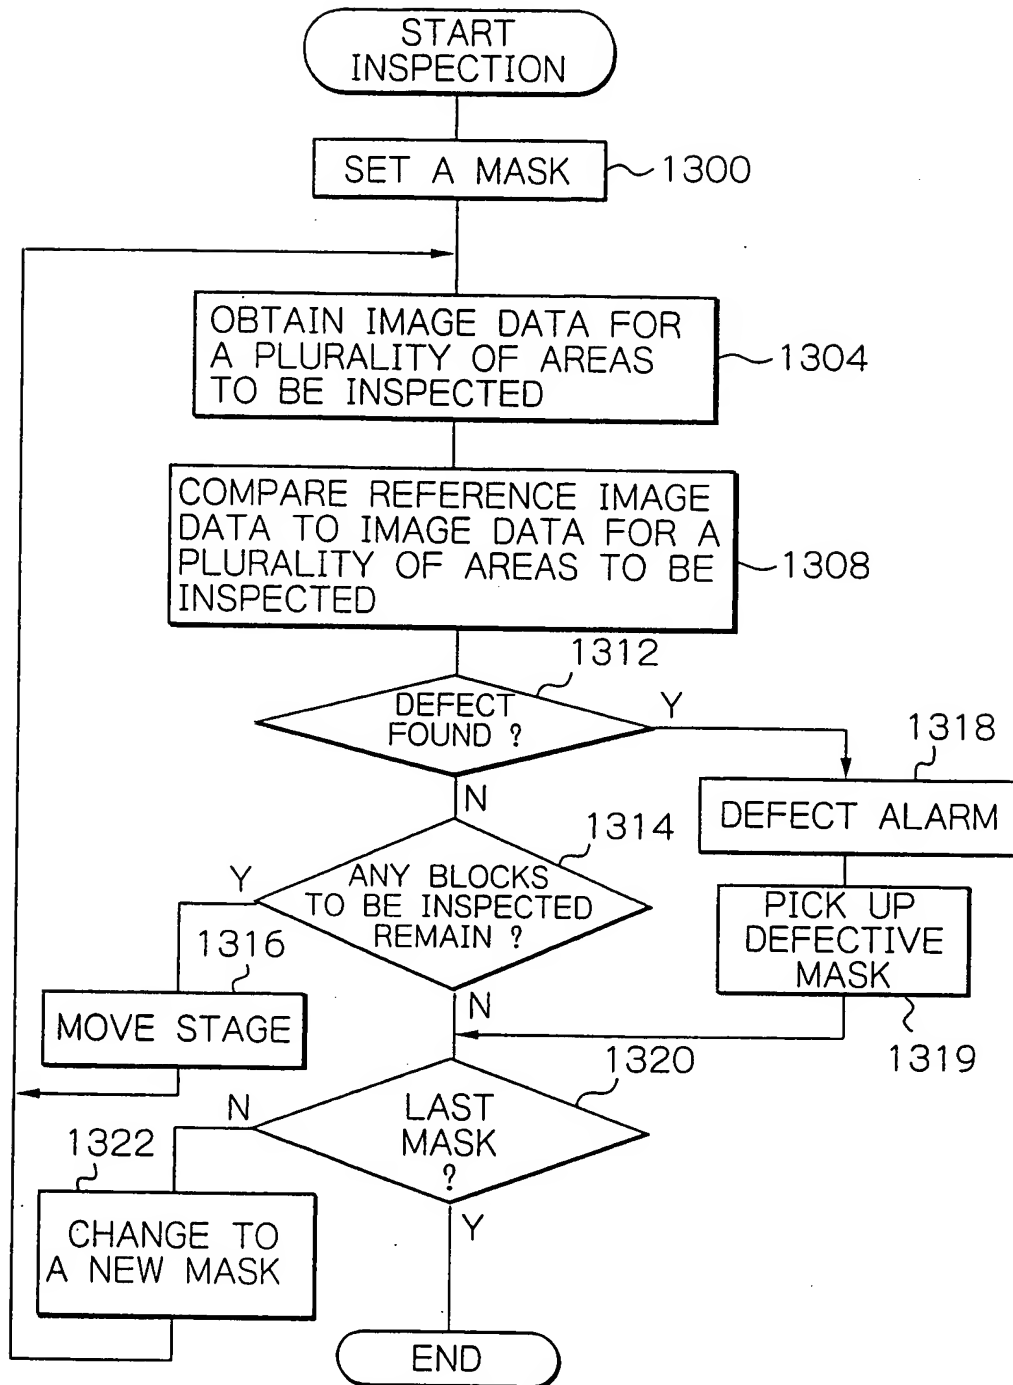 START
INSPECTION
SET A MASK
1300
OBTAIN IMAGE DATA FOR
A PLURALITY OF AREAS
TO BE INSPECTED
1304
COMPARE REFERENCE IMAGE
DATA TO IMAGE DATA FOR A
PLURALITY OF AREAS TO BE
INSPECTED
1308
1312
DEFECT
FOUND ?
Y
N
1318
DEFECT ALARM
1314
ANY BLOCKS
TO BE INSPECTED
REMAIN ?
Y
N
PICK UP
DEFECTIVE
MASK
1319
1316
MOVE STAGE
1320
LAST
MASK
?
N
Y
1322
CHANGE TO
A NEW MASK
END